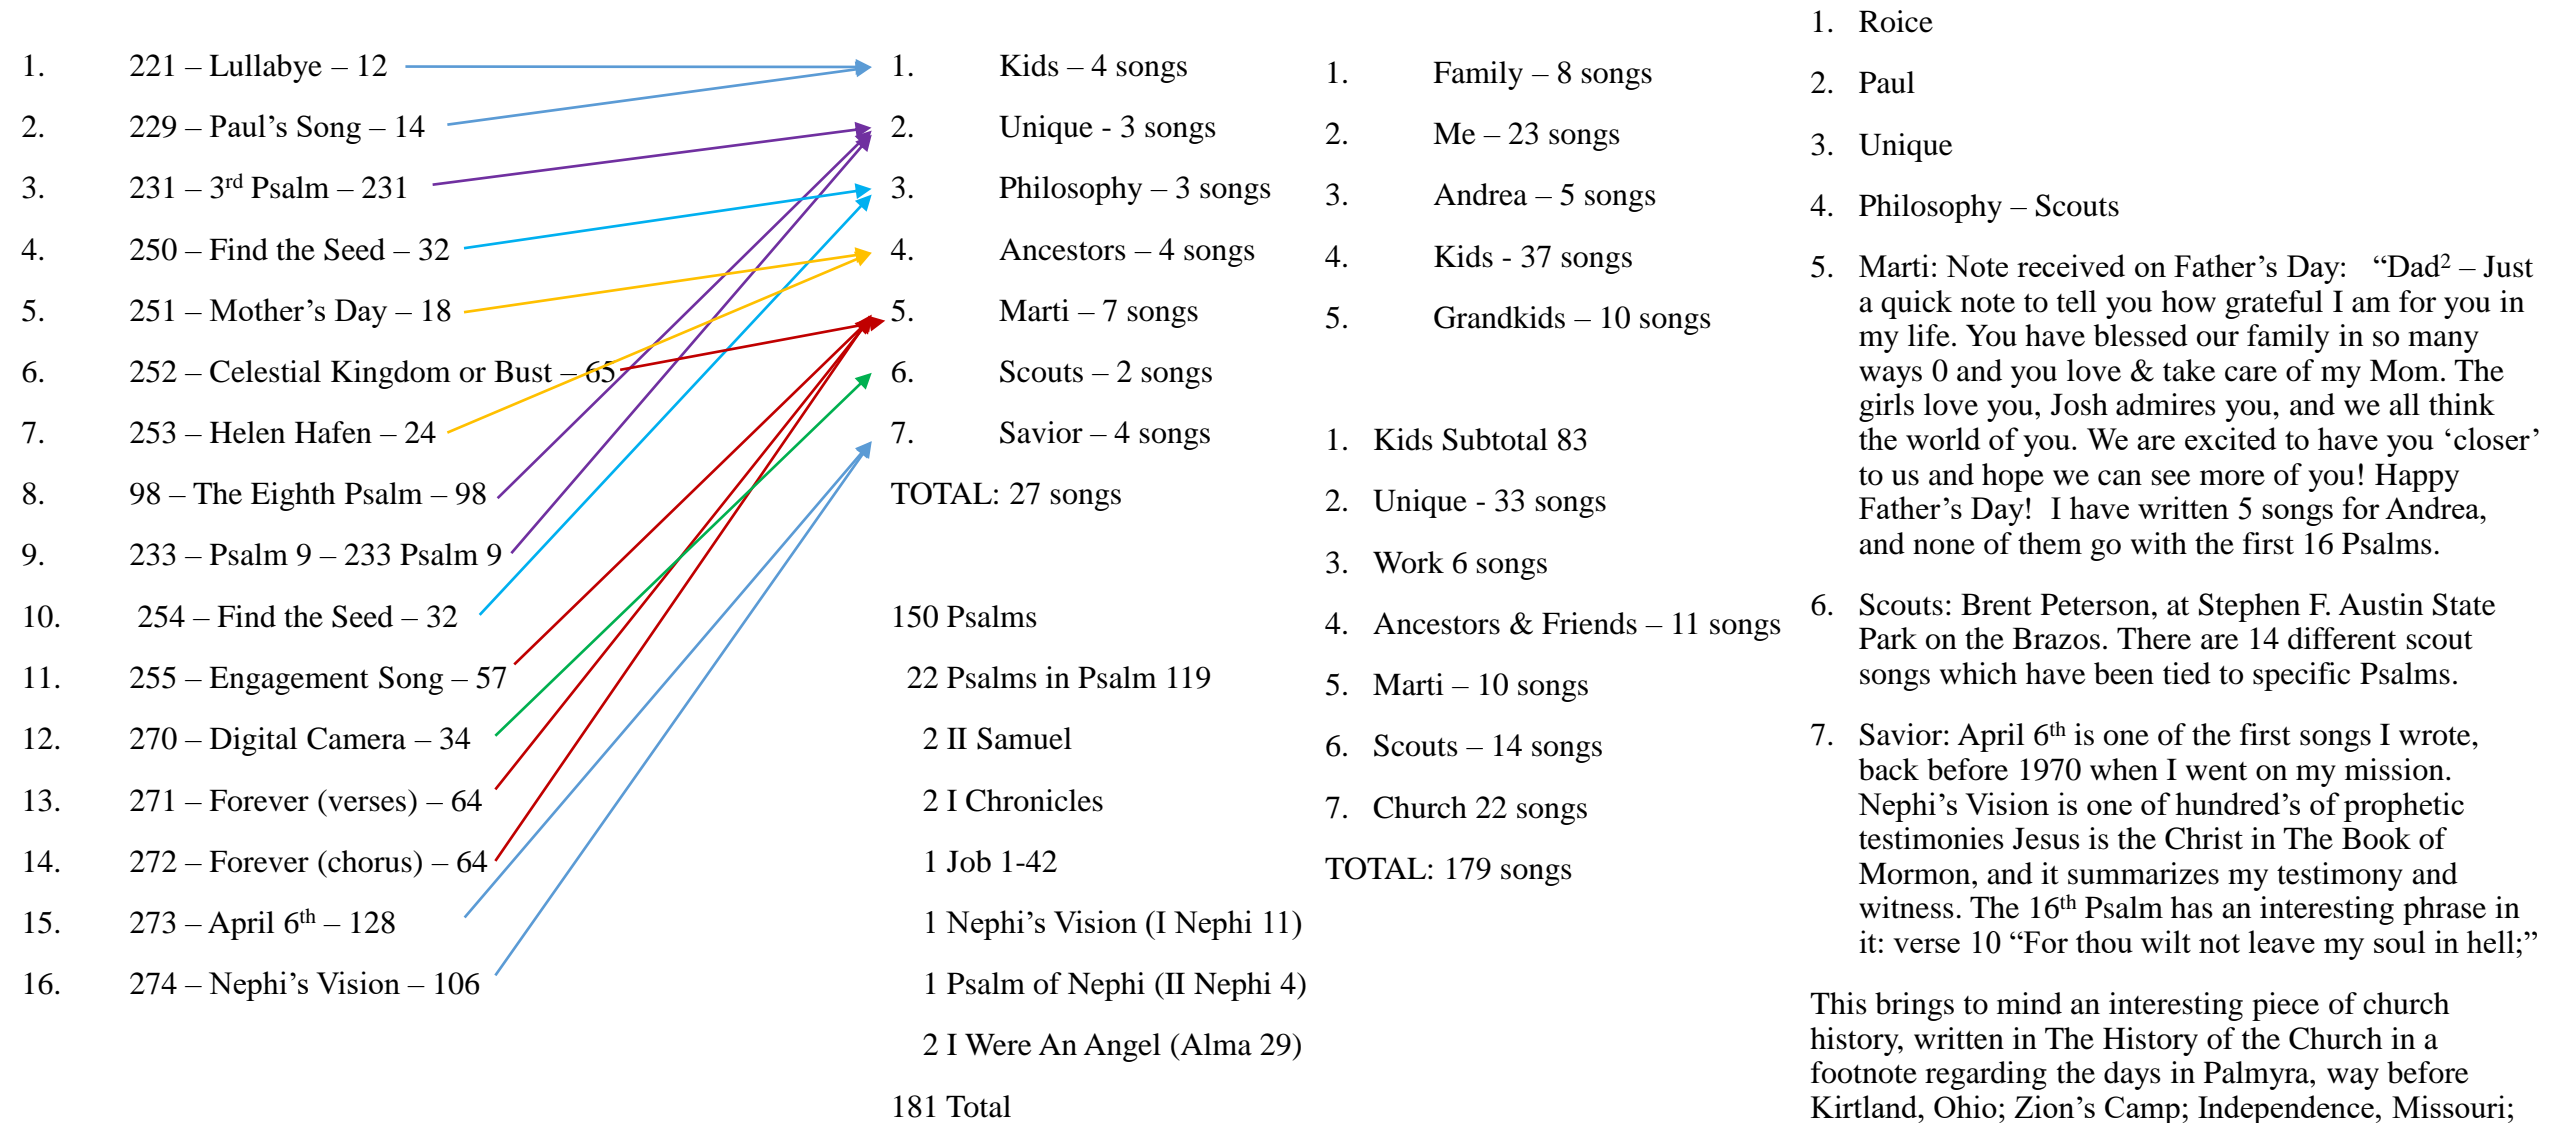 1. 221 – Lullabye – 12
2. 229 – Paul’s Song – 14
3. 231 – 3rd Psalm – 231
4. 250 – Find the Seed – 32
5. 251 – Mother’s Day – 18
6. 252 – Celestial Kingdom or Bust – 65
7. 253 – Helen Hafen – 24
8. 98 – The Eighth Psalm – 98
9. 233 – Psalm 9 – 233 Psalm 9
10. 254 – Find the Seed – 32
11. 255 – Engagement Song – 57
12. 270 – Digital Camera – 34
13. 271 – Forever (verses) – 64
14. 272 – Forever (chorus) – 64
15. 273 – April 6th – 128
16. 274 – Nephi’s Vision – 106
1. Kids – 4 songs
2. Unique - 3 songs
3. Philosophy – 3 songs
4. Ancestors – 4 songs
5. Marti – 7 songs
6. Scouts – 2 songs
7. Savior – 4 songs
TOTAL: 27 songs
150 Psalms
22 Psalms in Psalm 119
2 II Samuel
2 I Chronicles
1 Job 1-42
1 Nephi’s Vision (I Nephi 11)
1 Psalm of Nephi (II Nephi 4)
2 I Were An Angel (Alma 29)
181 Total
1. Family – 8 songs
2. Me – 23 songs
3. Andrea – 5 songs
4. Kids - 37 songs
5. Grandkids – 10 songs
1. Kids Subtotal 83
2. Unique - 33 songs
3. Work 6 songs
4. Ancestors & Friends – 11 songs
5. Marti – 10 songs
6. Scouts – 14 songs
7. Church 22 songs
TOTAL: 179 songs
1. Roice
2. Paul
3. Unique
4. Philosophy – Scouts
5. Marti: Note received on Father’s Day: “Dad2 – Just
a quick note to tell you how grateful I am for you in
my life. You have blessed our family in so many
ways 0 and you love & take care of my Mom. The
girls love you, Josh admires you, and we all think
the world of you. We are excited to have you ‘closer’
to us and hope we can see more of you! Happy
Father’s Day! I have written 5 songs for Andrea,
and none of them go with the first 16 Psalms.
6. Scouts: Brent Peterson, at Stephen F. Austin State
Park on the Brazos. There are 14 different scout
songs which have been tied to specific Psalms.
7. Savior: April 6th is one of the first songs I wrote,
back before 1970 when I went on my mission.
Nephi’s Vision is one of hundred’s of prophetic
testimonies Jesus is the Christ in The Book of
Mormon, and it summarizes my testimony and
witness. The 16th Psalm has an interesting phrase in
it: verse 10 “For thou wilt not leave my soul in hell;”
This brings to mind an interesting piece of church
history, written in The History of the Church in a
footnote regarding the days in Palmyra, way before
Kirtland, Ohio; Zion’s Camp; Independence, Missouri;